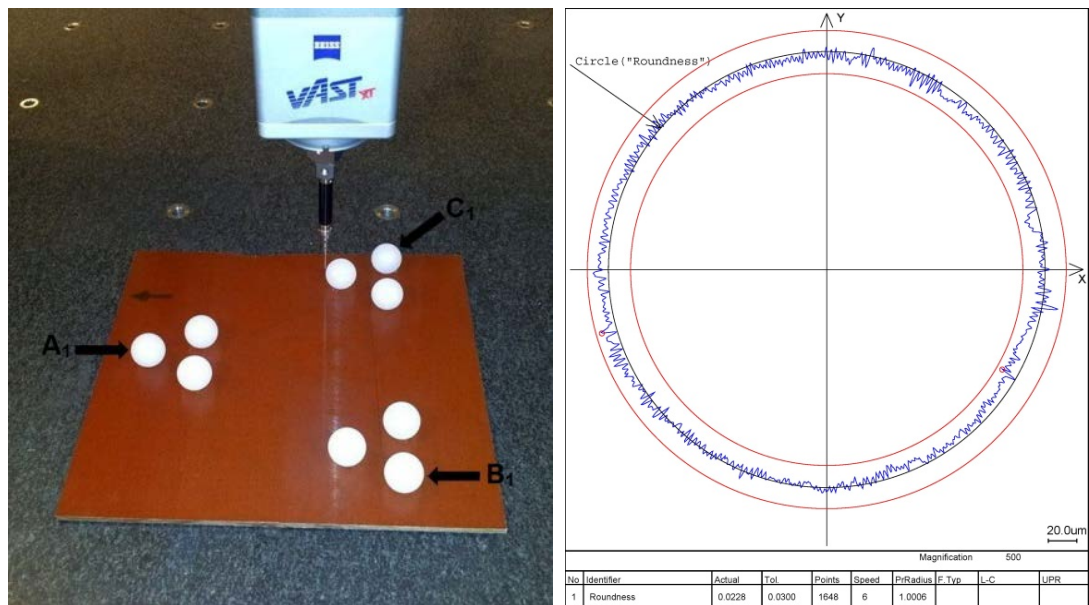 ZEISS
VAST XT
C₁
A₁
B₁
Y
Circle("Roundness")
X
20.0um
Magnification 500
No Identifier Actual Tol. Points Speed PrRadius F.Typ L-C UPR
1 Roundness 0.0228 0.0300 1648 6 1.0006